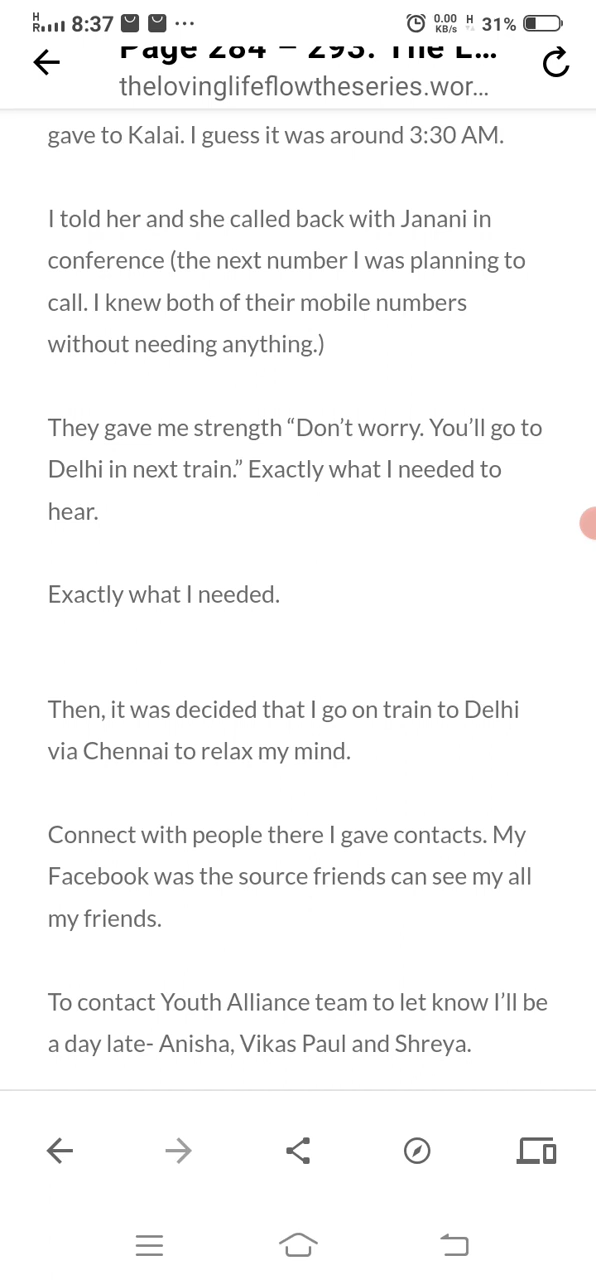 8:37
0.00
KB/s
H
31%
Page 284 – 293. The L...
thelovinglifeflowtheseries.wor...
gave to Kalai. I guess it was around 3:30 AM.
I told her and she called back with Janani in
conference (the next number I was planning to
call. I knew both of their mobile numbers
without needing anything.)
They gave me strength “Don’t worry. You’ll go to
Delhi in next train.” Exactly what I needed to
hear.
Exactly what I needed.
Then, it was decided that I go on train to Delhi
via Chennai to relax my mind.
Connect with people there I gave contacts. My
Facebook was the source friends can see my all
my friends.
To contact Youth Alliance team to let know I’ll be
a day late- Anisha, Vikas Paul and Shreya.